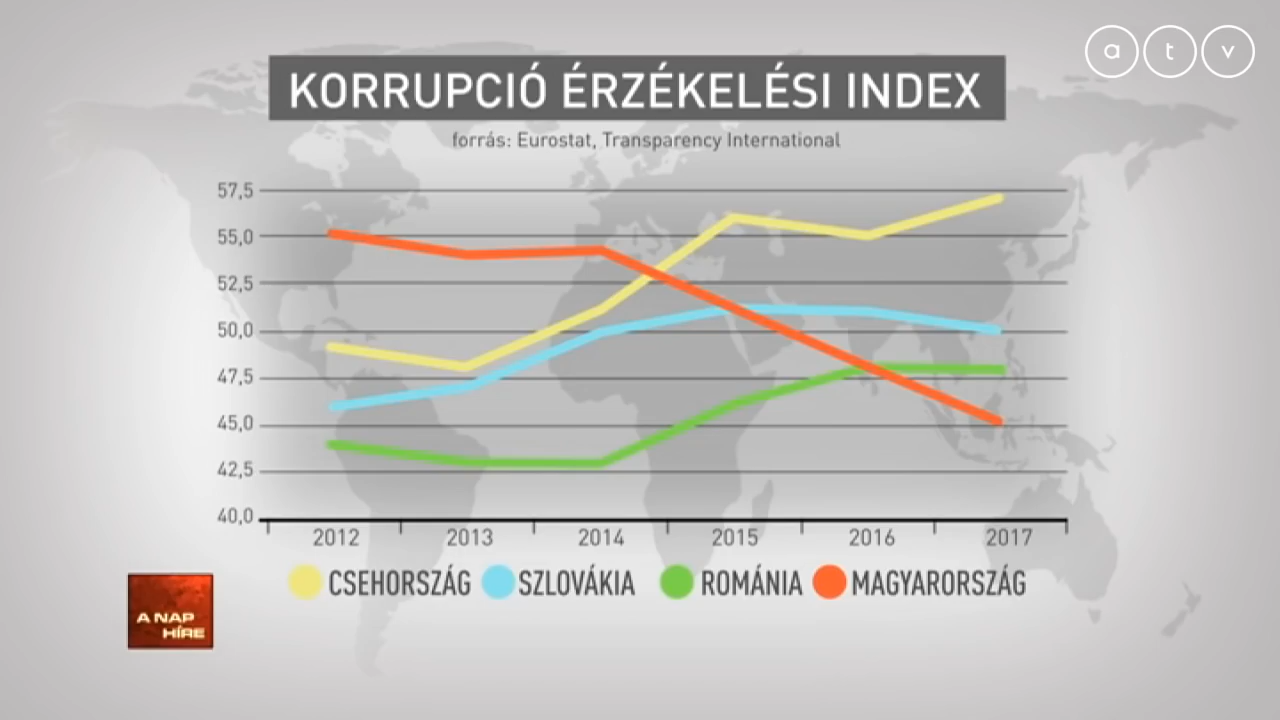 a t v
KORRUPCIÓ ÉRZÉKELÉSI INDEX
forrás: Eurostat, Transparency International
57,5
55,0
52,5
50,0
47,5
45,0
42,5
40,0
2012 2013 2014 2015 2016 2017
CSEHORSZÁG SZLOVÁKIA ROMÁNIA MAGYARORSZÁG
A NAP
HÍRE